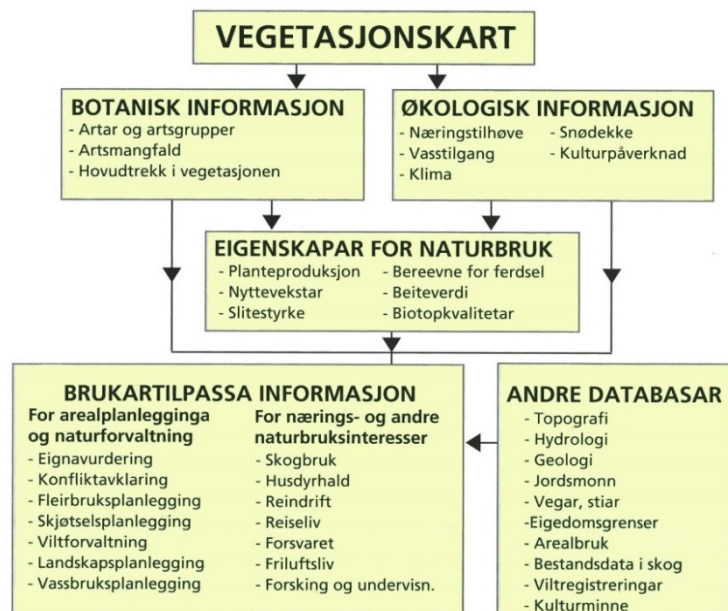 VEGETASJONSKART
BOTANISK INFORMASJON
- Artar og artsgrupper
- Artsmangfald
- Hovudtrekk i vegetasjonen
ØKOLOGISK INFORMASJON
- Næringstilhøve
- Vasstilgang
- Klima
- Snødekke
- Kulturpåverknad
EIGENSKAPAR FOR NATURBRUK
- Planteproduksjon
- Nyttevekstar
- Slitestyrke
- Bereevne for ferdsel
- Beiteverdi
- Biotopkvalitetar
BRUKARTILPASSA INFORMASJON
For arealplanlegginga
og naturforvaltning
- Eignavurdering
- Konfliktavklaring
- Fleirbruksplanlegging
- Skjøtselsplanlegging
- Viltforvaltning
- Landskapsplanlegging
- Vassbruksplanlegging
For nærings- og andre
naturbruksinteresser
- Skogbruk
- Husdyrhald
- Reindrift
- Reiseliv
- Forsvaret
- Friluftsliv
- Forsking og undervisn.
ANDRE DATABASAR
- Topografi
- Hydrologi
- Geologi
- Jordsmonn
- Vegar, stiar
-Eigedomsgrenser
- Arealbruk
- Bestandsdata i skog
- Viltregistreringar
- Kulturminne